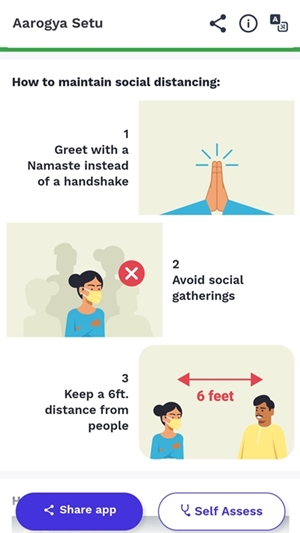 Aarogya Setu
How to maintain social distancing:
1
Greet with a
Namaste instead
of a handshake
2
Avoid social
gatherings
3
Keep a 6ft.
distance from
people
6 feet
Share app
Self Assess